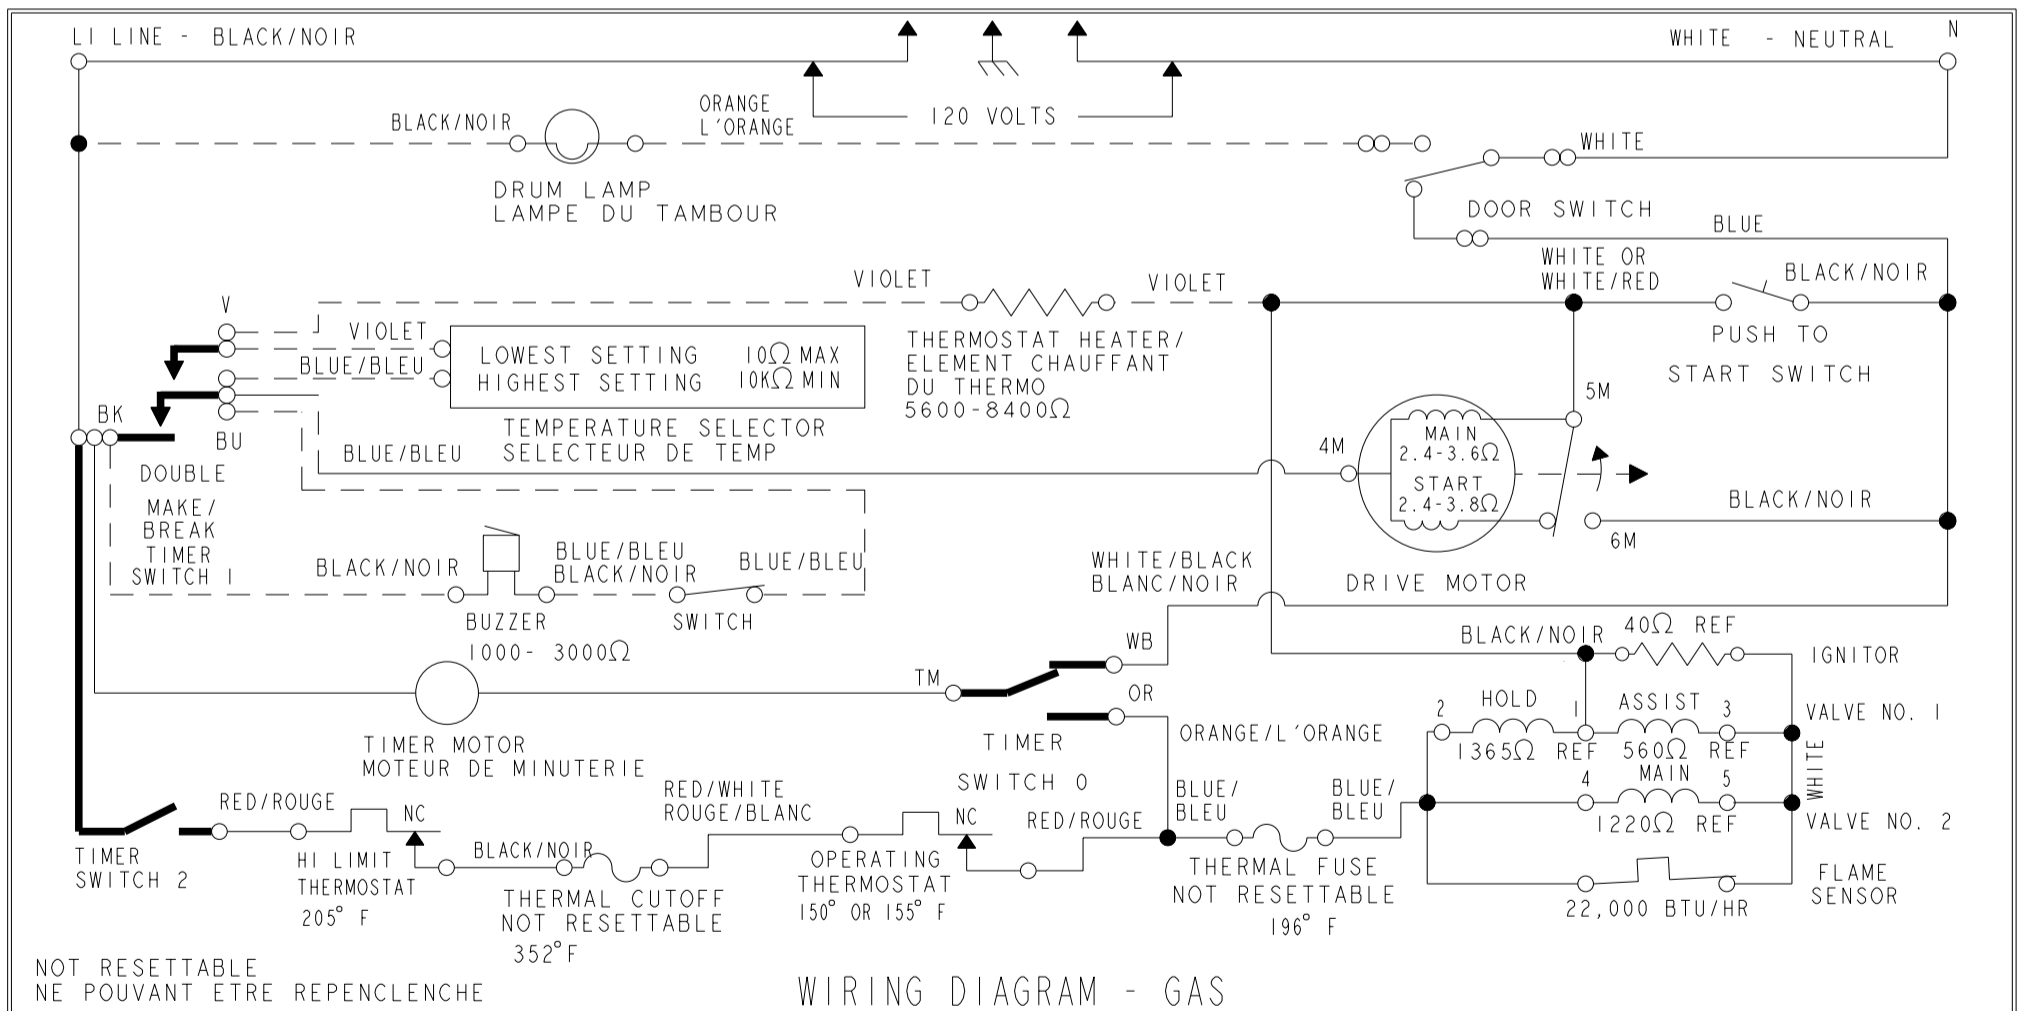 LI LINE - BLACK/NOIR
WHITE - NEUTRAL
N
120 VOLTS
BLACK/NOIR
ORANGE
L'ORANGE
WHITE
DRUM LAMP
LAMPE DU TAMBOUR
DOOR SWITCH
BLUE
WHITE OR
WHITE/RED
BLACK/NOIR
VIOLET
VIOLET
V
VIOLET
BLUE/BLEU
LOWEST SETTING 10Ω MAX
HIGHEST SETTING 10KΩ MIN
THERMOSTAT HEATER/
ELEMENT CHAUFFANT
DU THERMO
5600-8400Ω
PUSH TO
START SWITCH
5M
BK
BU
TEMPERATURE SELECTOR
SELECTEUR DE TEMP
BLUE/BLEU
4M
MAIN
2.4-3.6Ω
START
2.4-3.8Ω
BLACK/NOIR
6M
DRIVE MOTOR
DOUBLE
MAKE/
BREAK
TIMER
SWITCH 1
BLACK/NOIR
BLUE/BLEU
BLACK/NOIR
BLUE/BLEU
BUZZER
1000- 3000Ω
SWITCH
WHITE/BLACK
BLANC/NOIR
WB
TM
OR
BLACK/NOIR
40Ω REF
IGNITOR
HOLD
ASSIST
2
1
3
VALVE NO. 1
1365Ω REF
560Ω REF
WHITE
TIMER MOTOR
MOTEUR DE MINUTERIE
TIMER
SWITCH 0
ORANGE/L'ORANGE
4
MAIN
5
1220Ω REF
VALVE NO. 2
RED/ROUGE
NC
RED/WHITE
ROUGE/BLANC
NC
RED/ROUGE
BLUE/
BLEU
BLUE/
BLEU
TIMER
SWITCH 2
HI LIMIT
THERMOSTAT
205° F
BLACK/NOIR
THERMAL CUTOFF
NOT RESETTABLE
352°F
OPERATING
THERMOSTAT
150° OR 155° F
THERMAL FUSE
NOT RESETTABLE
196° F
FLAME
SENSOR
22,000 BTU/HR
NOT RESETTABLE
NE POUVANT ETRE REPENCLENCHE
WIRING DIAGRAM - GAS